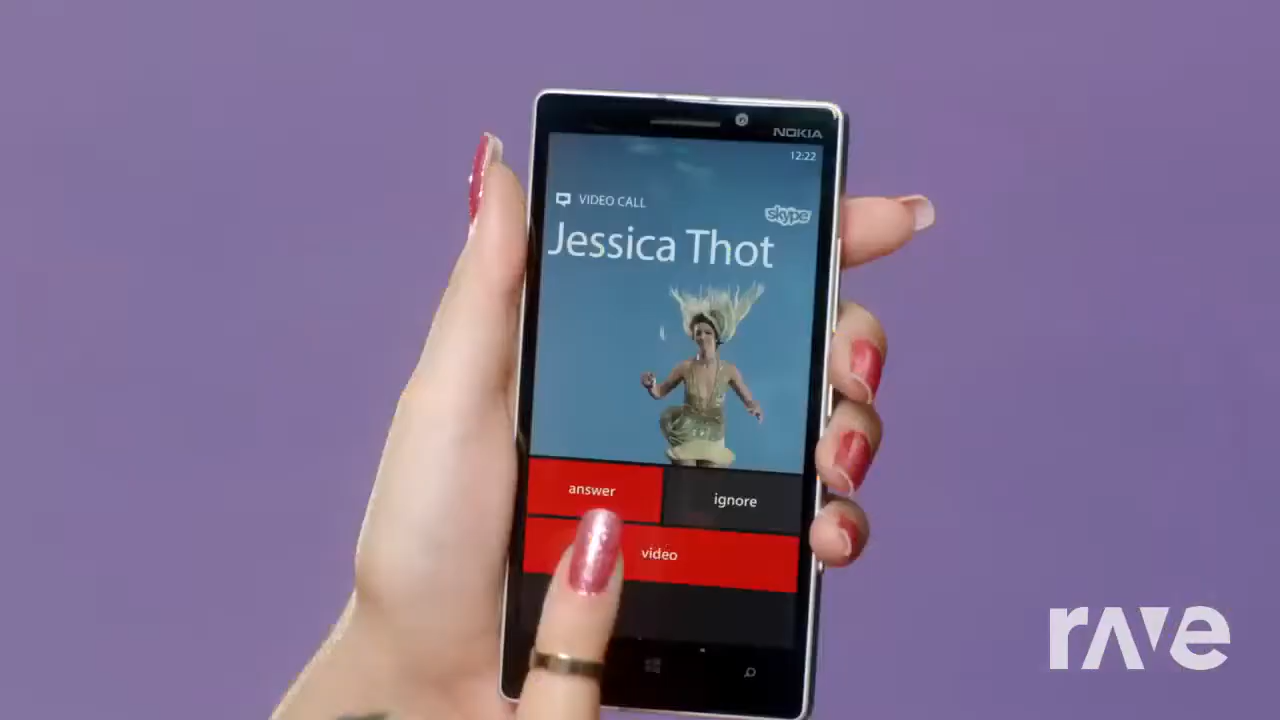 NOKIA
12:22
VIDEO CALL
skype
Jessica Thot
answer
ignore
video
rave